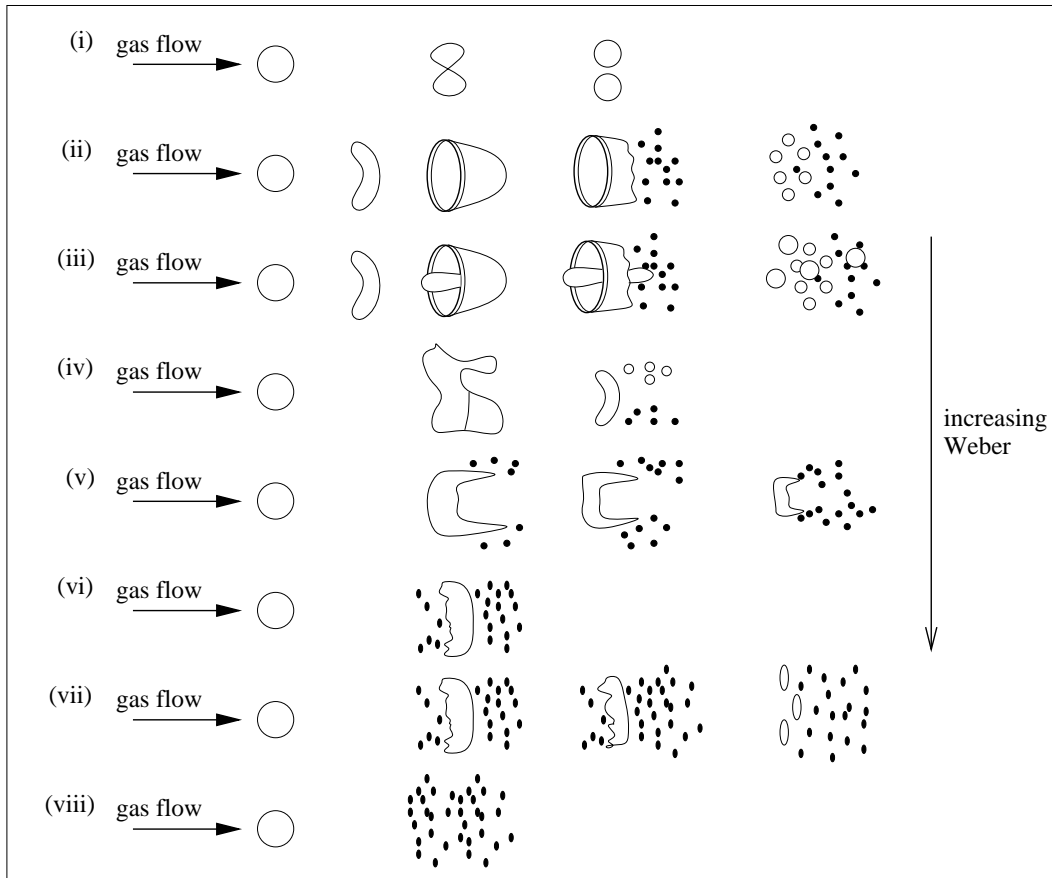 (i) gas flow
(ii) gas flow
(iii) gas flow
(iv) gas flow
increasing
Weber
(v) gas flow
(vi) gas flow
(vii) gas flow
(viii) gas flow